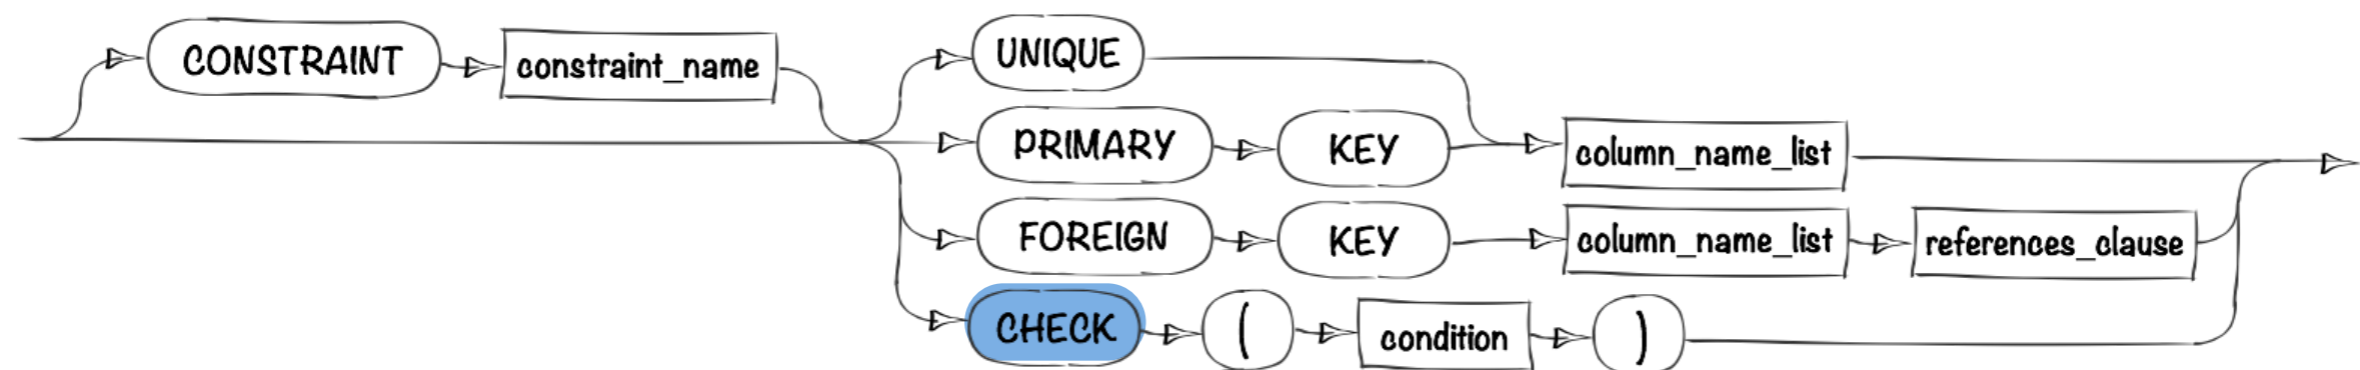 CONSTRAINT constraint_name
UNIQUE
PRIMARY KEY column_name_list
FOREIGN KEY column_name_list references_clause
CHECK ( condition )